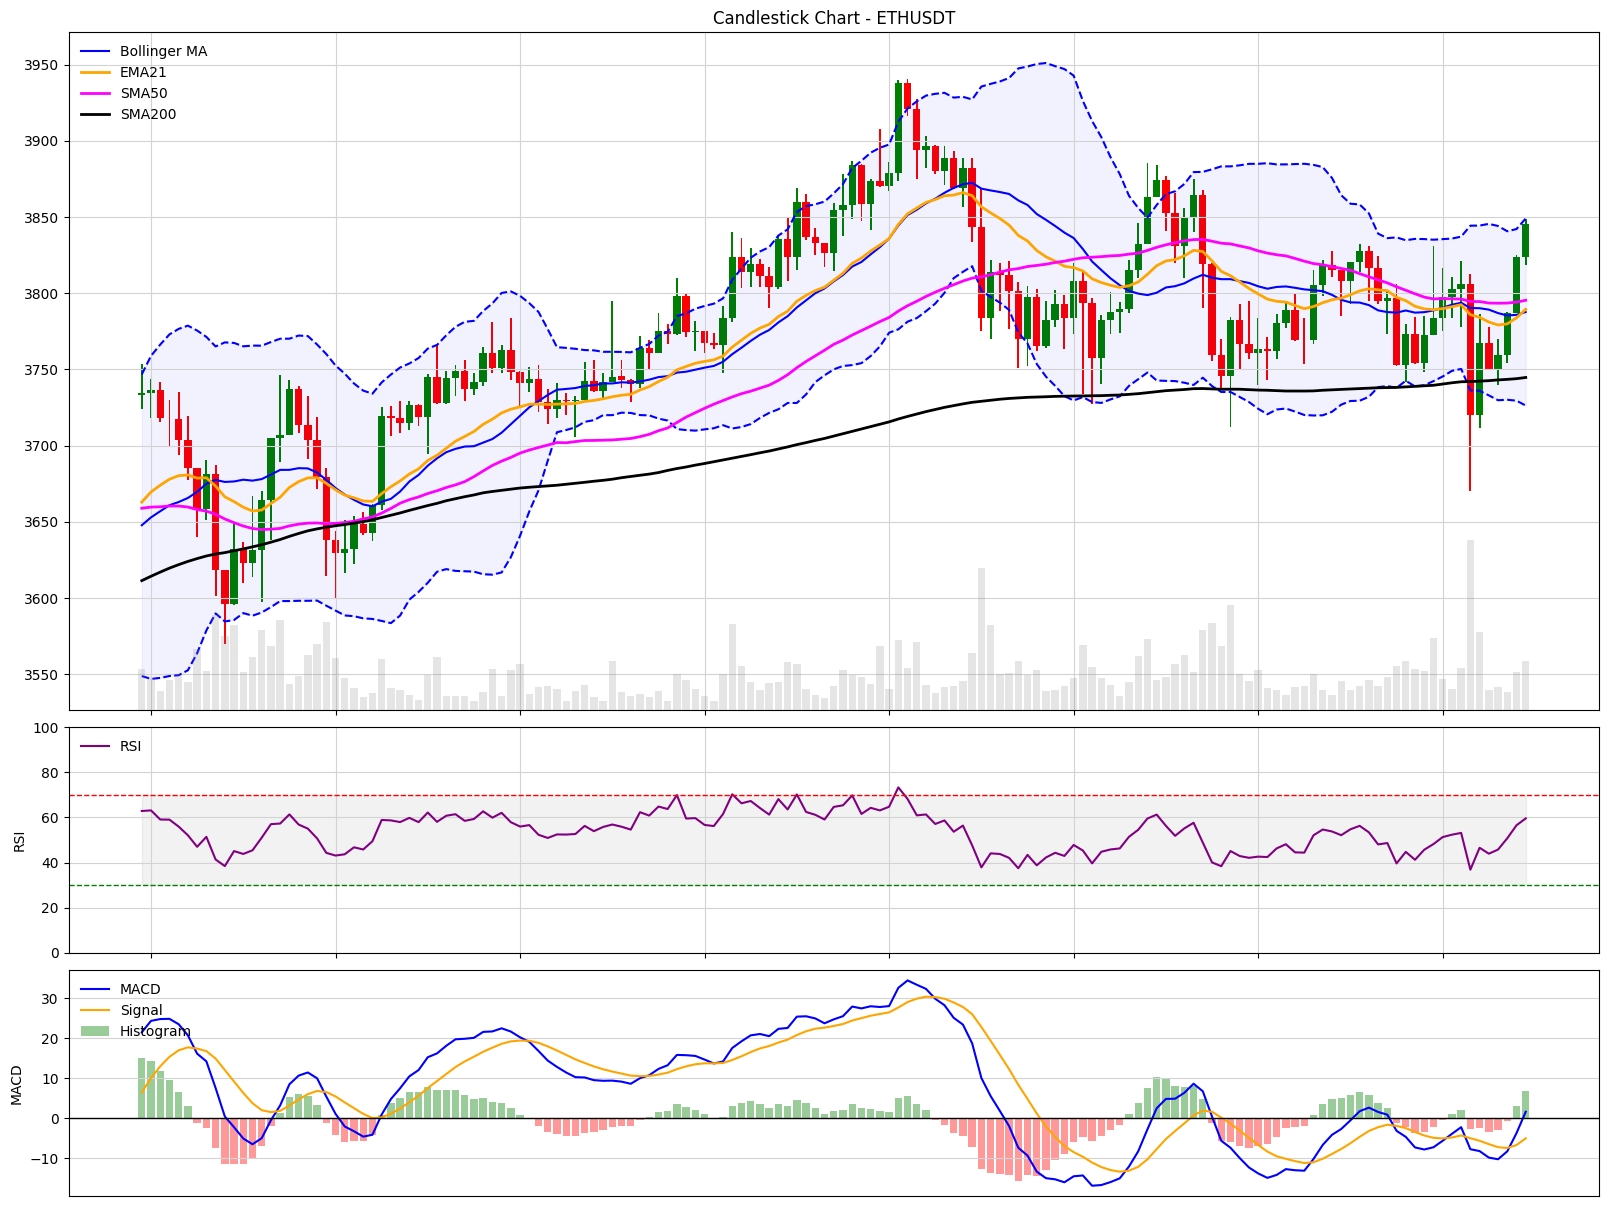 Candlestick Chart - ETHUSDT
Bollinger MA
EMA21
SMA50
SMA200
3950
3900
3850
3800
3750
3700
3650
3600
3550
RSI
100
80
60
40
20
0
RSI
MACD
Signal
Histogram
30
20
10
0
−10
MACD